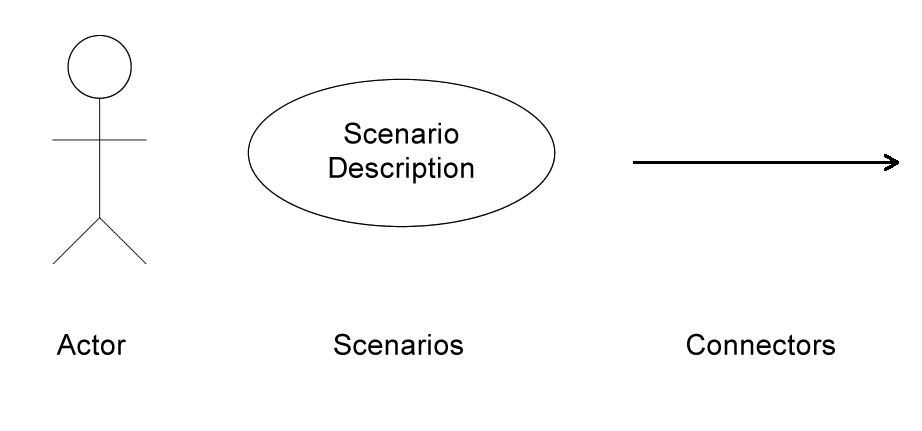 Scenario
Description
Actor
Scenarios
Connectors